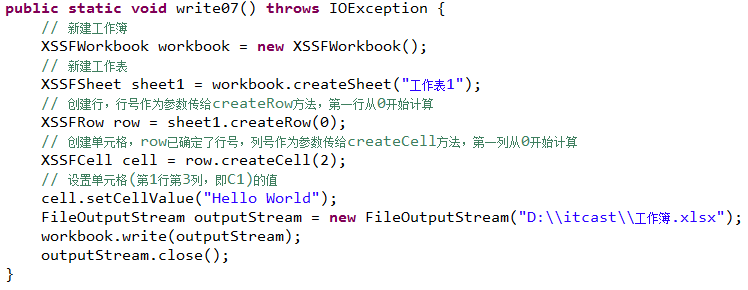 public static void write07() throws IOException {
// 新建工作簿
XSSFWorkbook workbook = new XSSFWorkbook();
// 新建工作表
XSSFSheet sheet1 = workbook.createSheet("工作表1");
// 创建行，行号作为参数传给createRow方法，第一行从0开始计算
XSSFRow row = sheet1.createRow(0);
// 创建单元格，row已确定了行号，列号作为参数传给createCell方法，第一列从0开始计算
XSSFCell cell = row.createCell(2);
// 设置单元格(第1行第3列，即C1)的值
cell.setCellValue("Hello World");
FileOutputStream outputStream = new FileOutputStream("D:\\itcast\\工作簿.xlsx");
workbook.write(outputStream);
outputStream.close();
}